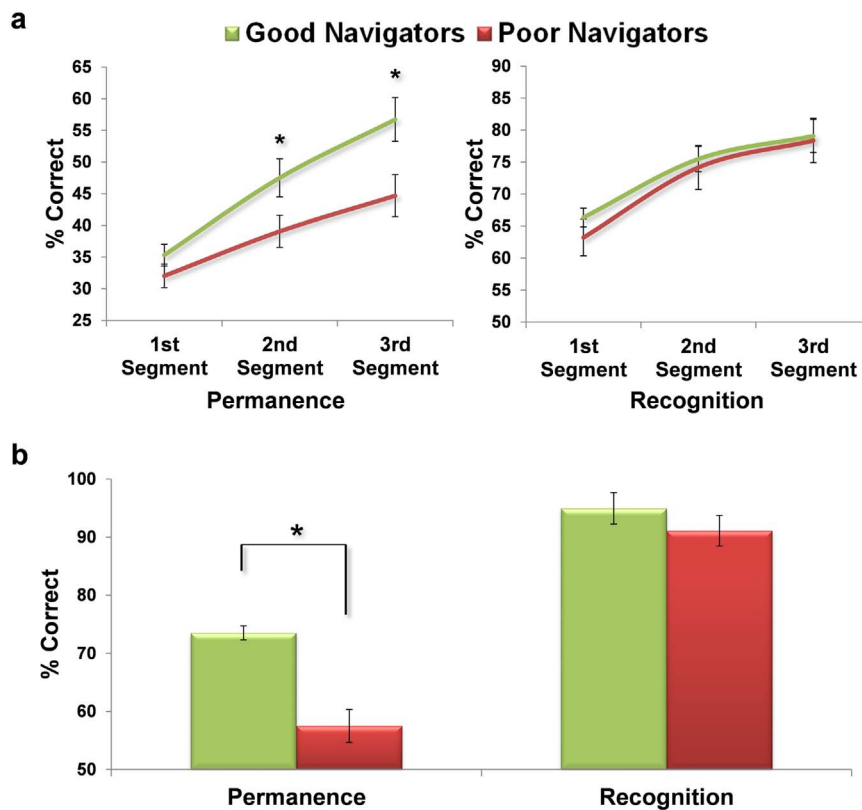 a
Good Navigators Poor Navigators
65
60
55
50
45
40
35
30
25
% Correct
*
*
1st Segment
2nd Segment
3rd Segment
Permanence
90
85
80
75
70
65
60
55
50
% Correct
1st Segment
2nd Segment
3rd Segment
Recognition
b
100
90
80
70
60
50
% Correct
*
Permanence
Recognition